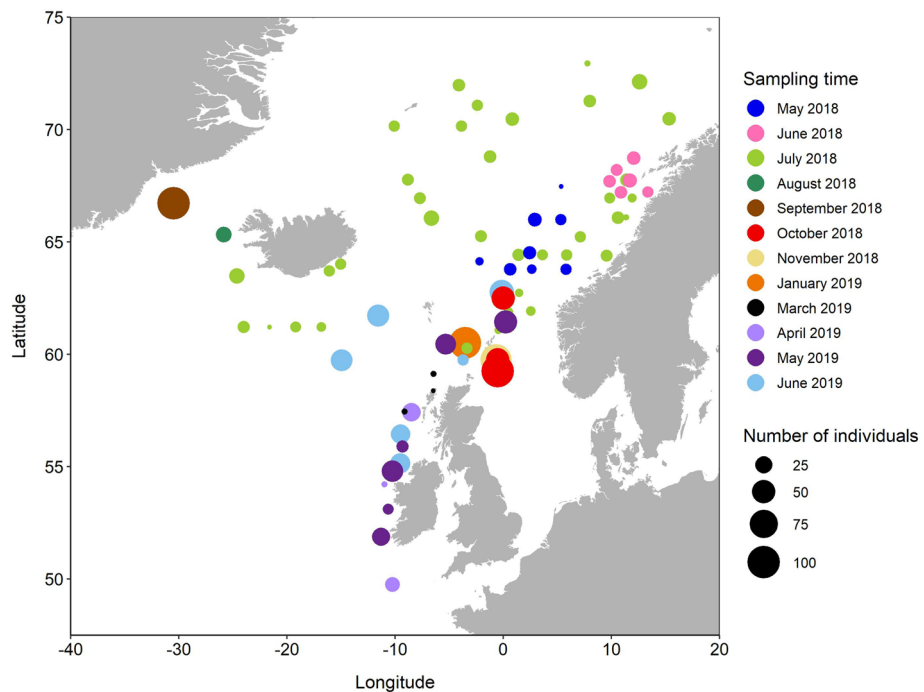 75
70
65
60
55
50
Latitude
-40
-30
-20
-10
0
10
20
Longitude
Sampling time
May 2018
June 2018
July 2018
August 2018
September 2018
October 2018
November 2018
January 2019
March 2019
April 2019
May 2019
June 2019
Number of individuals
25
50
75
100